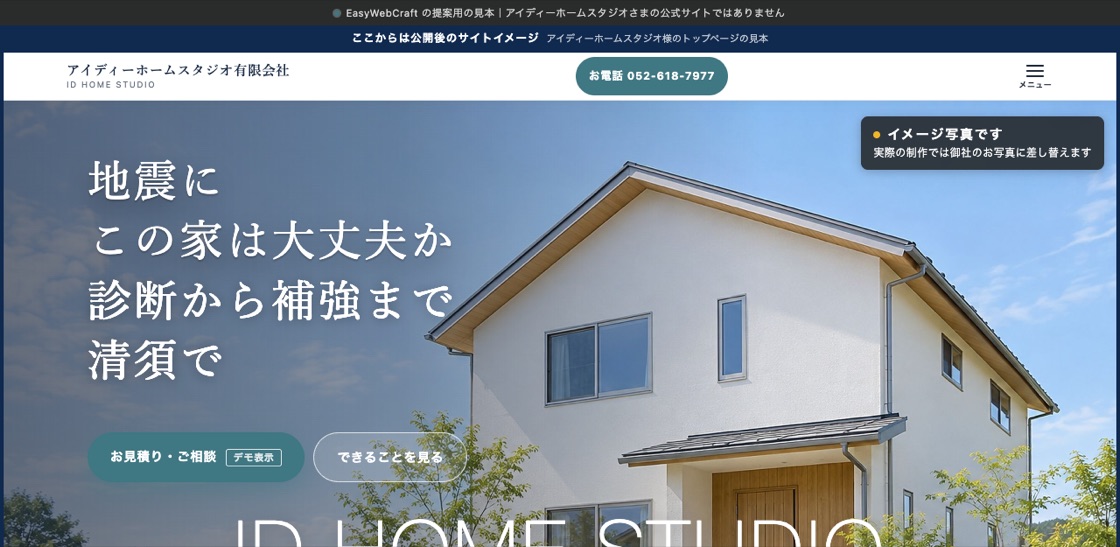 EasyWebCraft の提案用の見本｜アイディーホームスタジオさまの公式サイトではありません
ここからは公開後のサイトイメージ アイディーホームスタジオ様のトップページの見本
アイディーホームスタジオ有限会社
ID HOME STUDIO
お電話 052-618-7977
メニュー
イメージ写真です
実際の制作では御社のお写真に差し替えます
地震に
この家は大丈夫か
診断から補強まで
清須で
お見積り・ご相談 デモ表示
できることを見る
ID HOME STUDIO